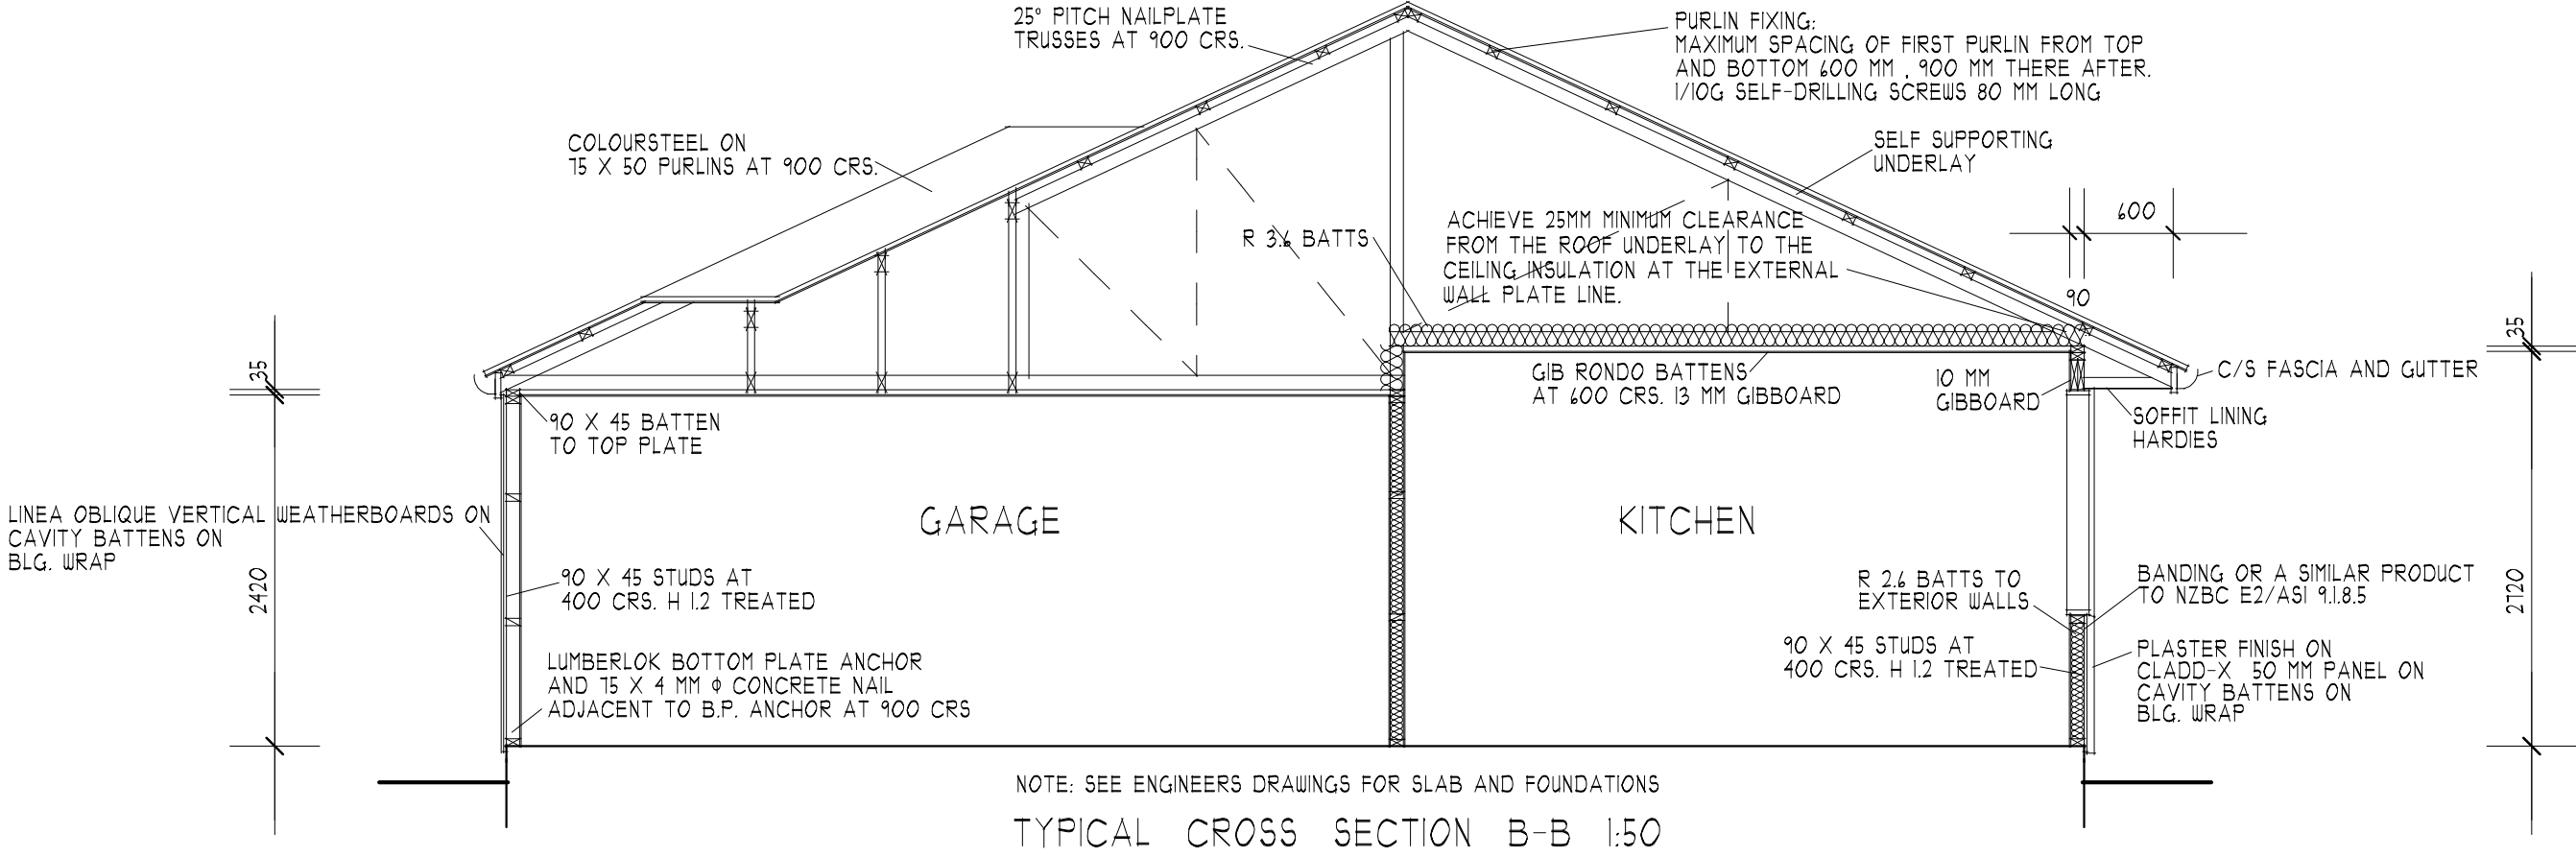 25° PITCH NAILPLATE
TRUSSES AT 900 CRS.
PURLIN FIXING:
MAXIMUM SPACING OF FIRST PURLIN FROM TOP
AND BOTTOM 600 MM , 900 MM THERE AFTER.
1/10G SELF-DRILLING SCREWS 80 MM LONG
COLOURSTEEL ON
75 X 50 PURLINS AT 900 CRS.
SELF SUPPORTING
UNDERLAY
R 3.6 BATTS
ACHIEVE 25MM MINIMUM CLEARANCE
FROM THE ROOF UNDERLAY TO THE
CEILING INSULATION AT THE EXTERNAL
WALL PLATE LINE.
600
90
35
35
GIB RONDO BATTENS
AT 600 CRS. 13 MM GIBBOARD
10 MM
GIBBOARD
C/S FASCIA AND GUTTER
SOFFIT LINING
HARDIES
90 X 45 BATTEN
TO TOP PLATE
LINEA OBLIQUE VERTICAL WEATHERBOARDS ON
CAVITY BATTENS ON
BLG. WRAP
GARAGE
KITCHEN
2420
90 X 45 STUDS AT
400 CRS. H 1.2 TREATED
R 2.6 BATTS TO
EXTERIOR WALLS
BANDING OR A SIMILAR PRODUCT
TO NZBC E2/AS1 9.1.8.5
2720
LUMBERLOK BOTTOM PLATE ANCHOR
AND 75 X 4 MM φ CONCRETE NAIL
ADJACENT TO B.P. ANCHOR AT 900 CRS
90 X 45 STUDS AT
400 CRS. H 1.2 TREATED
PLASTER FINISH ON
CLADD-X 50 MM PANEL ON
CAVITY BATTENS ON
BLG. WRAP
NOTE: SEE ENGINEERS DRAWINGS FOR SLAB AND FOUNDATIONS
TYPICAL CROSS SECTION B-B 1:50